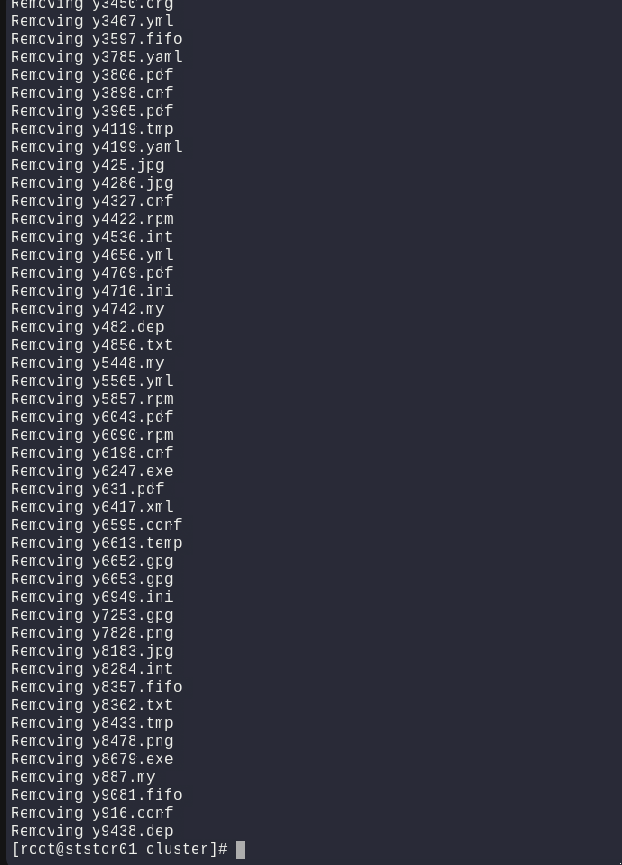 Removing y3450.org
Removing y3467.yml
Removing y3597.fifo
Removing y3785.yaml
Removing y3806.pdf
Removing y3898.cnf
Removing y3965.pdf
Removing y4119.tmp
Removing y4199.yaml
Removing y425.jpg
Removing y4286.jpg
Removing y4327.cnf
Removing y4422.rpm
Removing y4536.int
Removing y4656.yml
Removing y4709.pdf
Removing y4716.ini
Removing y4742.my
Removing y482.dep
Removing y4856.txt
Removing y5448.my
Removing y5565.yml
Removing y5857.rpm
Removing y6043.pdf
Removing y6090.rpm
Removing y6198.cnf
Removing y6247.exe
Removing y631.pdf
Removing y6417.xml
Removing y6595.conf
Removing y6613.temp
Removing y6652.gpg
Removing y6653.gpg
Removing y6949.ini
Removing y7253.gpg
Removing y7828.png
Removing y8183.jpg
Removing y8284.int
Removing y8357.fifo
Removing y8362.txt
Removing y8433.tmp
Removing y8478.png
Removing y8679.exe
Removing y887.my
Removing y9081.fifo
Removing y916.conf
Removing y9438.dep
[root@ststor01 cluster]#